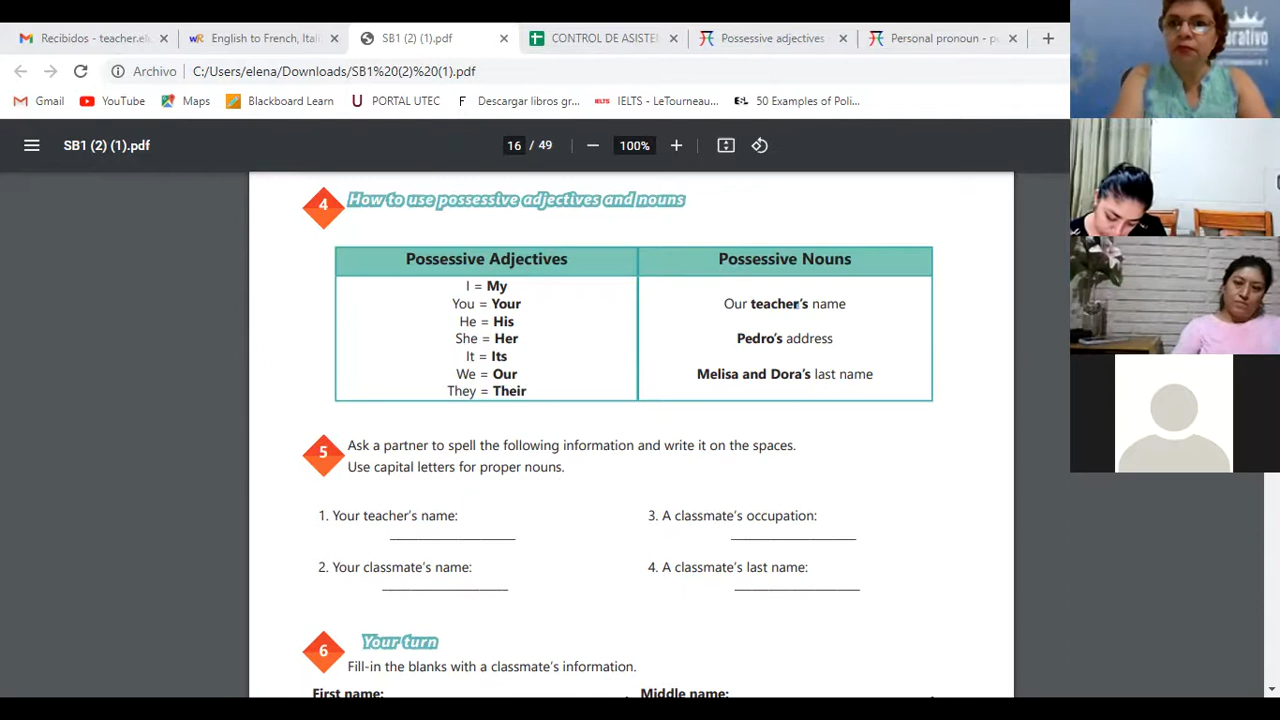 Recibidos - teacher.ele
English to French, Ital
SB1 (2) (1).pdf
CONTROL DE ASISTEN
Possessive adjectives
Personal pronoun - p
Archivo
C:/Users/elena/Downloads/SB1%20(2)%20(1).pdf
Gmail
YouTube
Maps
Blackboard Learn
U PORTAL UTEC
F Descargar libros gr...
IELTS IELTS - LeTourneau...
ESL 50 Examples of Poli...
SB1 (2) (1).pdf
16 / 49
100%
4 How to use possessive adjectives and nouns
Possessive Adjectives
I = My
You = Your
He = His
She = Her
It = Its
We = Our
They = Their
Possessive Nouns
Our teacher's name
Pedro's address
Melisa and Dora's last name
5 Ask a partner to spell the following information and write it on the spaces.
Use capital letters for proper nouns.
1. Your teacher's name:
2. Your classmate's name:
3. A classmate's occupation:
4. A classmate's last name:
6 Your turn
Fill-in the blanks with a classmate's information.
First name:
Middle name: